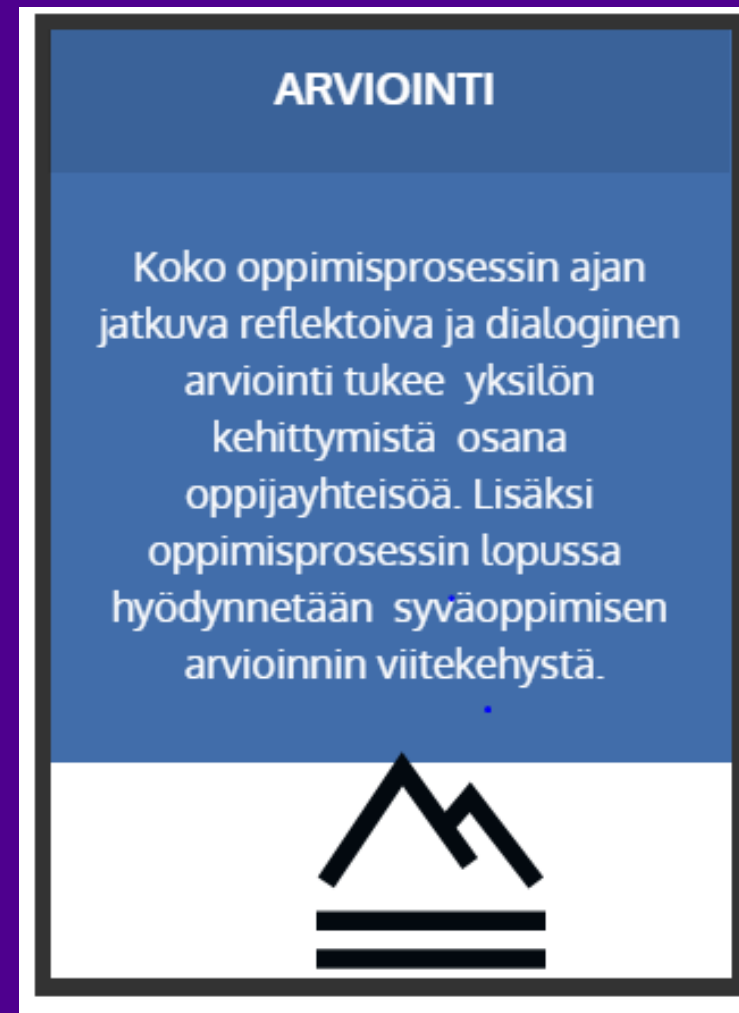 ARVIOINTI
Koko oppimisprosessin ajan
jatkuva reflektoiva ja dialoginen
arviointi tukee  yksilön
kehittymistä  osana
oppijayhteisöä. Lisäksi
oppimisprosessin lopussa
hyödynnetään  syväoppimisen
arvioinnin viitekehystä.